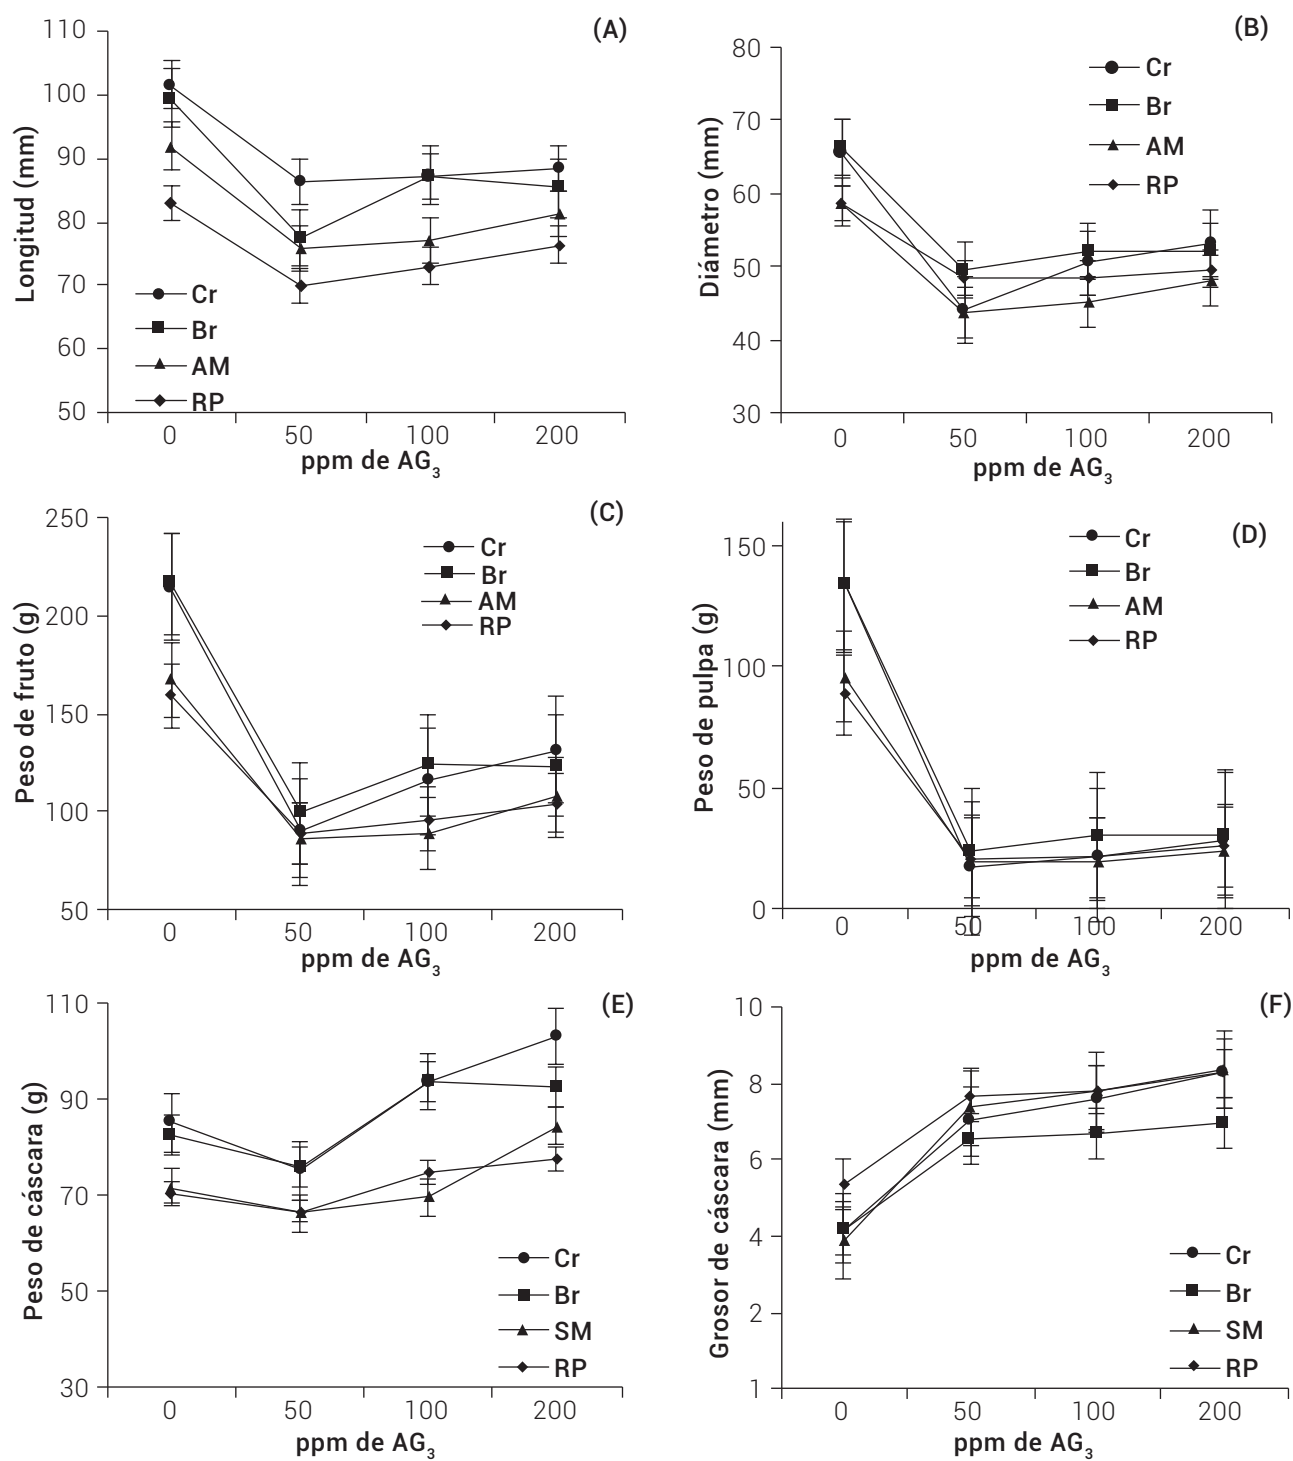 (A)
Longitud (mm)
110
100
90
80
70
60
50
Cr
Br
AM
RP
0 50 100 200
ppm de AG3
(B)
Diámetro (mm)
80
70
60
50
40
30
Cr
Br
AM
RP
0 50 100 200
ppm de AG3
(C)
Peso de fruto (g)
250
200
150
100
50
Cr
Br
AM
RP
0 50 100 200
ppm de AG3
(D)
Peso de pulpa (g)
150
100
50
0
Cr
Br
AM
RP
0 50 100 200
ppm de AG3
(E)
Peso de cáscara (g)
110
90
70
50
30
Cr
Br
SM
RP
0 50 100 200
ppm de AG3
(F)
Grosor de cáscara (mm)
10
8
6
4
2
1
Cr
Br
SM
RP
0 50 100 200
ppm de AG3